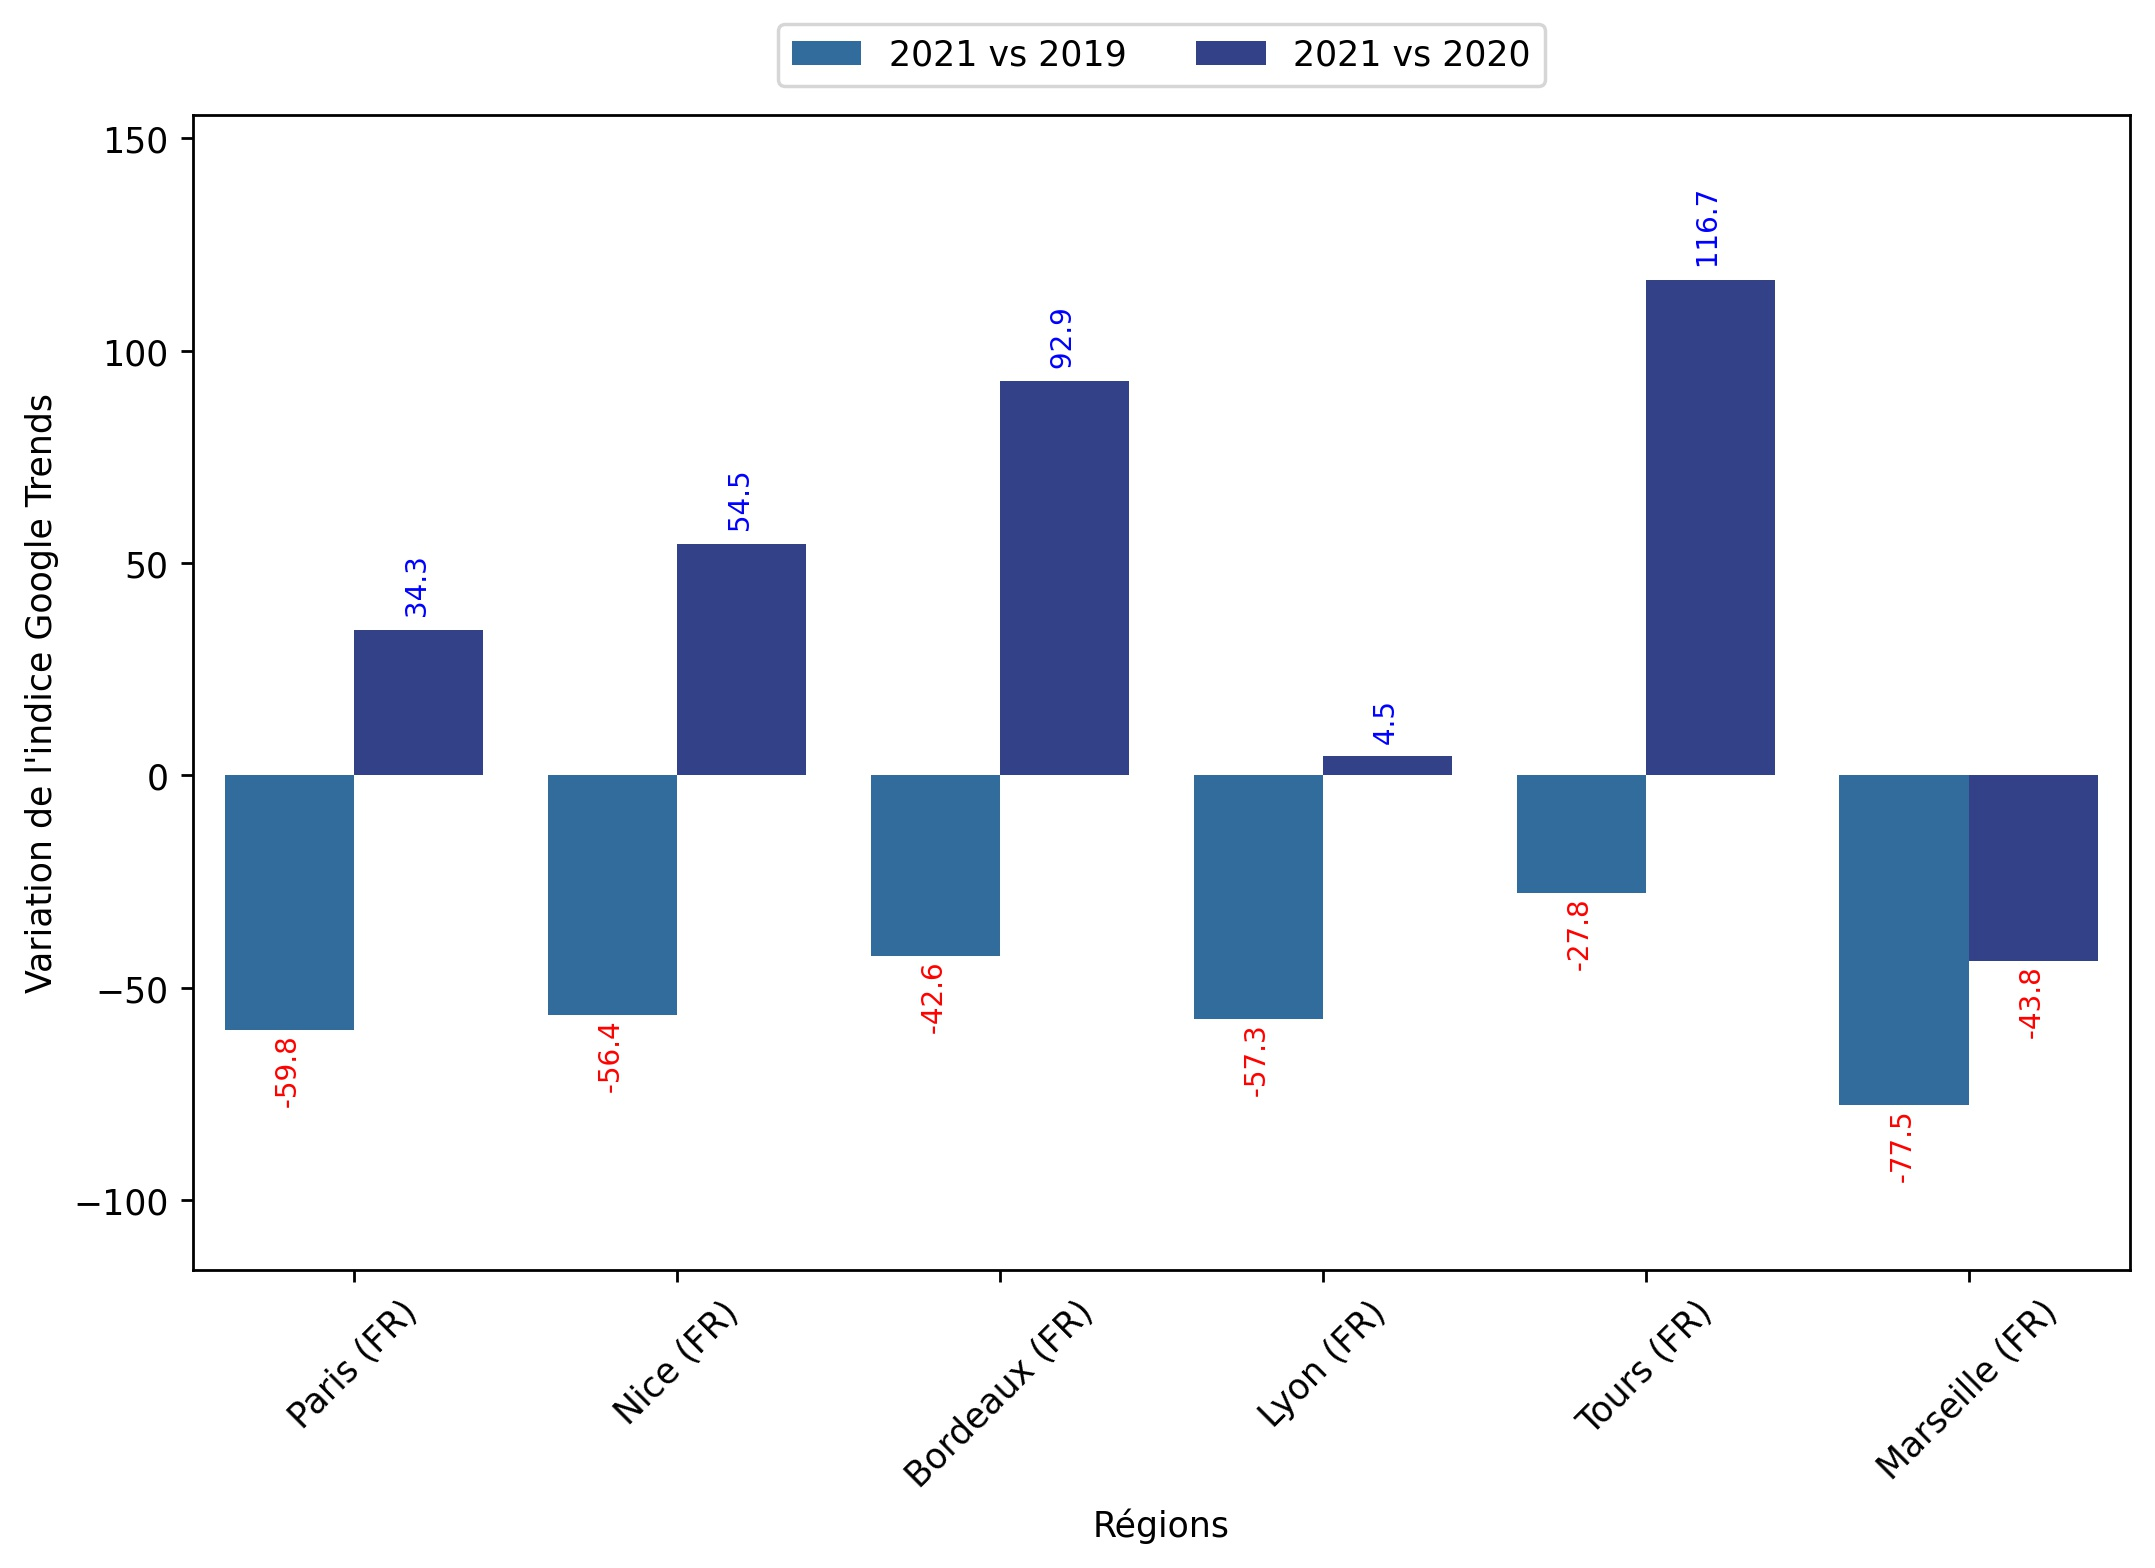 2021 vs 2019
2021 vs 2020
Variation de l'indice Google Trends
150
100
50
0
−50
−100
-59.8
34.3
-56.4
54.5
-42.6
92.9
-57.3
4.5
-27.8
116.7
-77.5
-43.8
Paris (FR)
Nice (FR)
Bordeaux (FR)
Lyon (FR)
Tours (FR)
Marseille (FR)
Régions